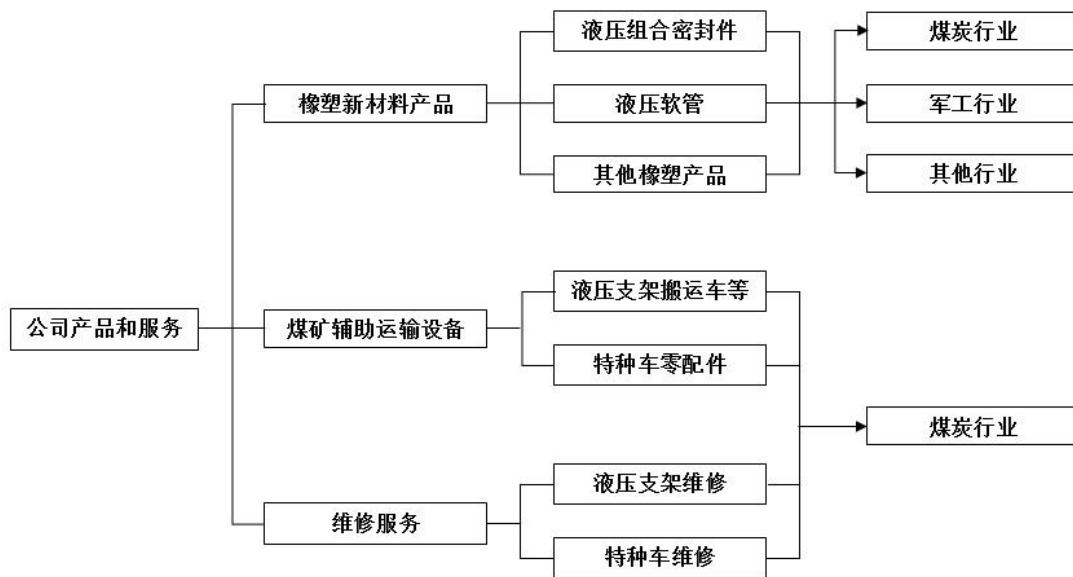 液压组合密封件
煤炭行业
橡塑新材料产品
液压软管
军工行业
其他橡塑产品
其他行业
液压支架搬运车等
公司产品和服务
煤矿辅助运输设备
特种车零配件
煤炭行业
液压支架维修
维修服务
特种车维修